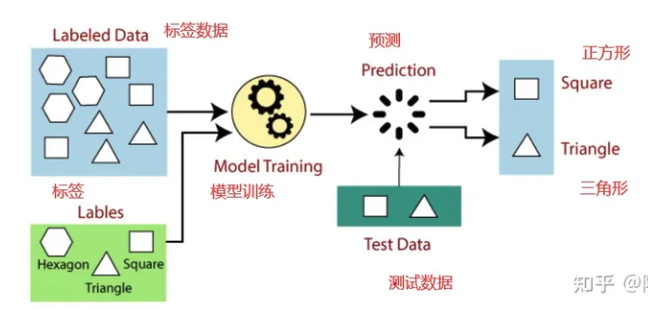 Labeled Data
标签数据
预测
Prediction
正方形
Square
Model Training
模型训练
Triangle
三角形
标签
Lables
Hexagon
Square
Triangle
Test Data
测试数据
知乎 @